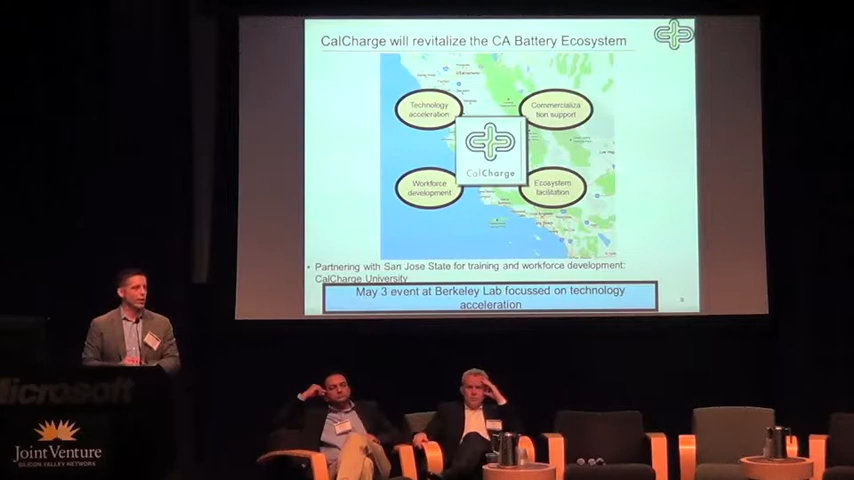 CalCharge will revitalize the CA Battery Ecosystem
Technology
acceleration
Commercializa
tion support
CalCharge
Workforce
development
Ecosystem
facilitation
• Partnering with San Jose State for training and workforce development:
CalCharge University
May 3 event at Berkeley Lab focussed on technology
acceleration
Microsoft
Joint Venture
SILICON VALLEY NETWORK